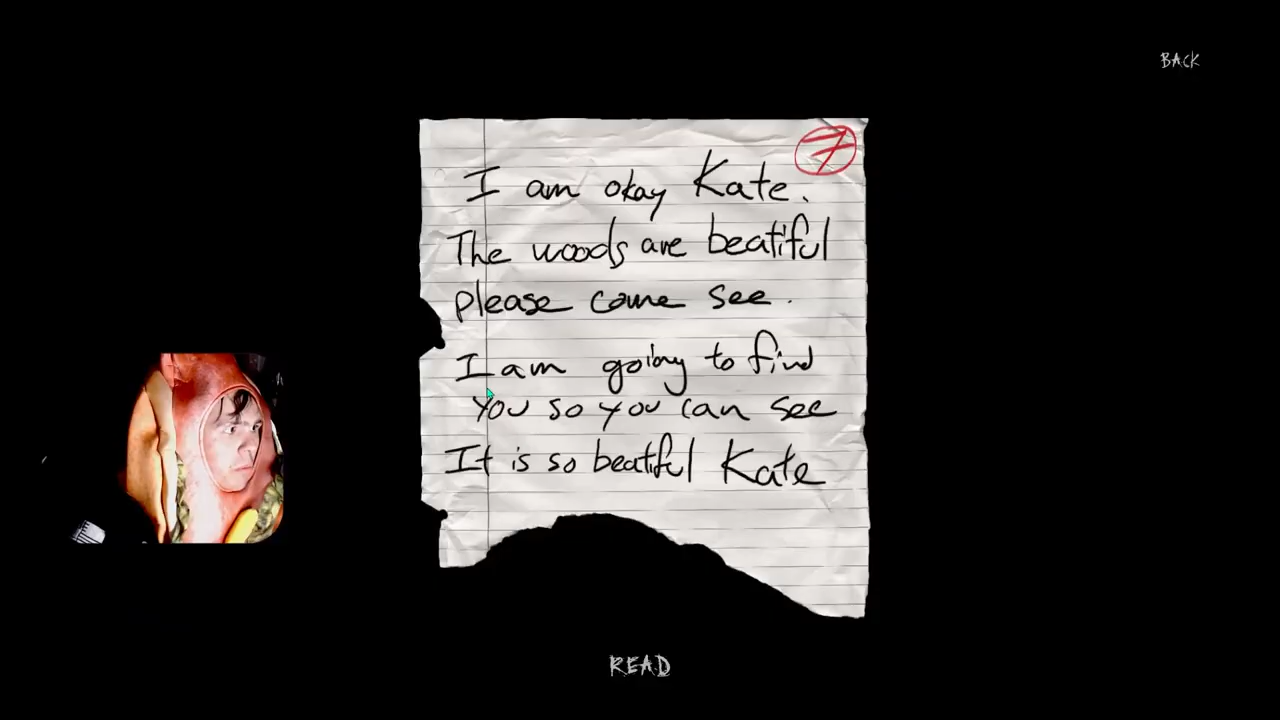 BACK
7
I am okay Kate.
The woods are beatiful
please come see.
I am going to find
you so you can see
It is so beatiful Kate
READ